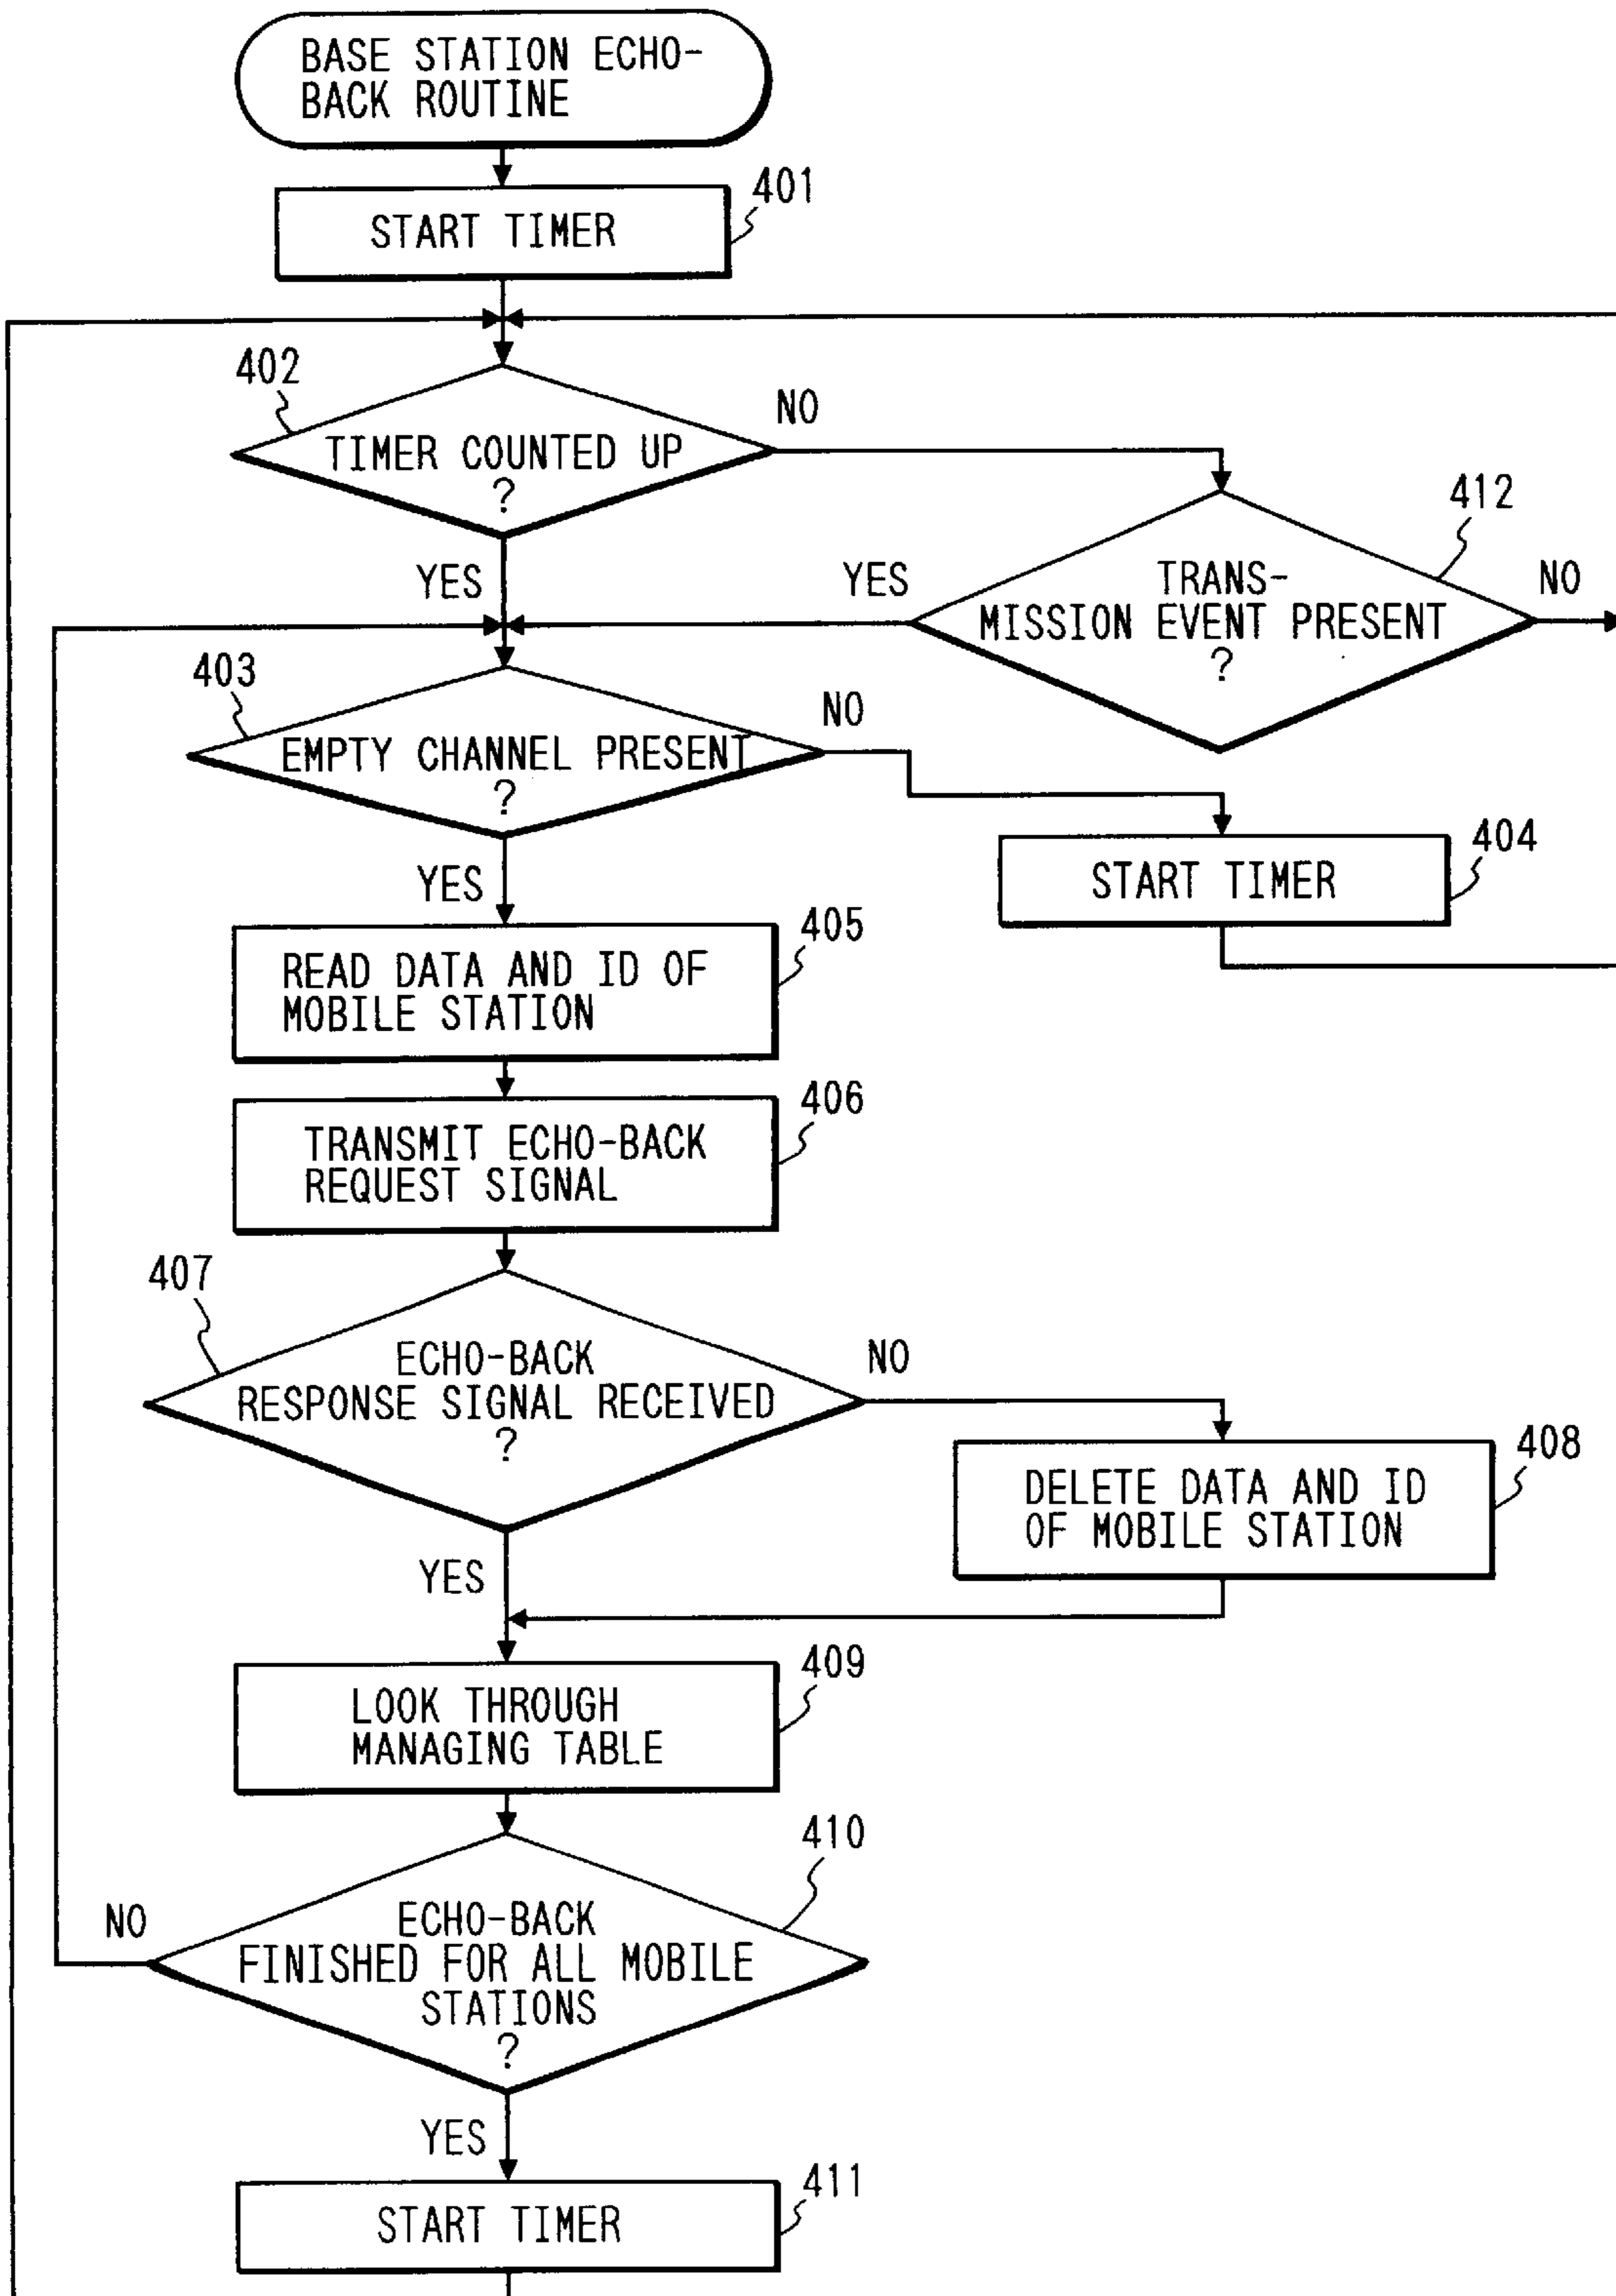 BASE STATION ECHO-
BACK ROUTINE
401
START TIMER
402
NO
TIMER COUNTED UP
?
412
YES
YES
TRANS-
MISSION EVENT PRESENT
?
NO
403
NO
EMPTY CHANNEL PRESENT
?
404
START TIMER
YES
405
READ DATA AND ID OF
MOBILE STATION
406
TRANSMIT ECHO-BACK
REQUEST SIGNAL
407
ECHO-BACK
RESPONSE SIGNAL RECEIVED
?
NO
408
DELETE DATA AND ID
OF MOBILE STATION
YES
409
LOOK THROUGH
MANAGING TABLE
410
NO
ECHO-BACK
FINISHED FOR ALL MOBILE
STATIONS
?
YES
411
START TIMER